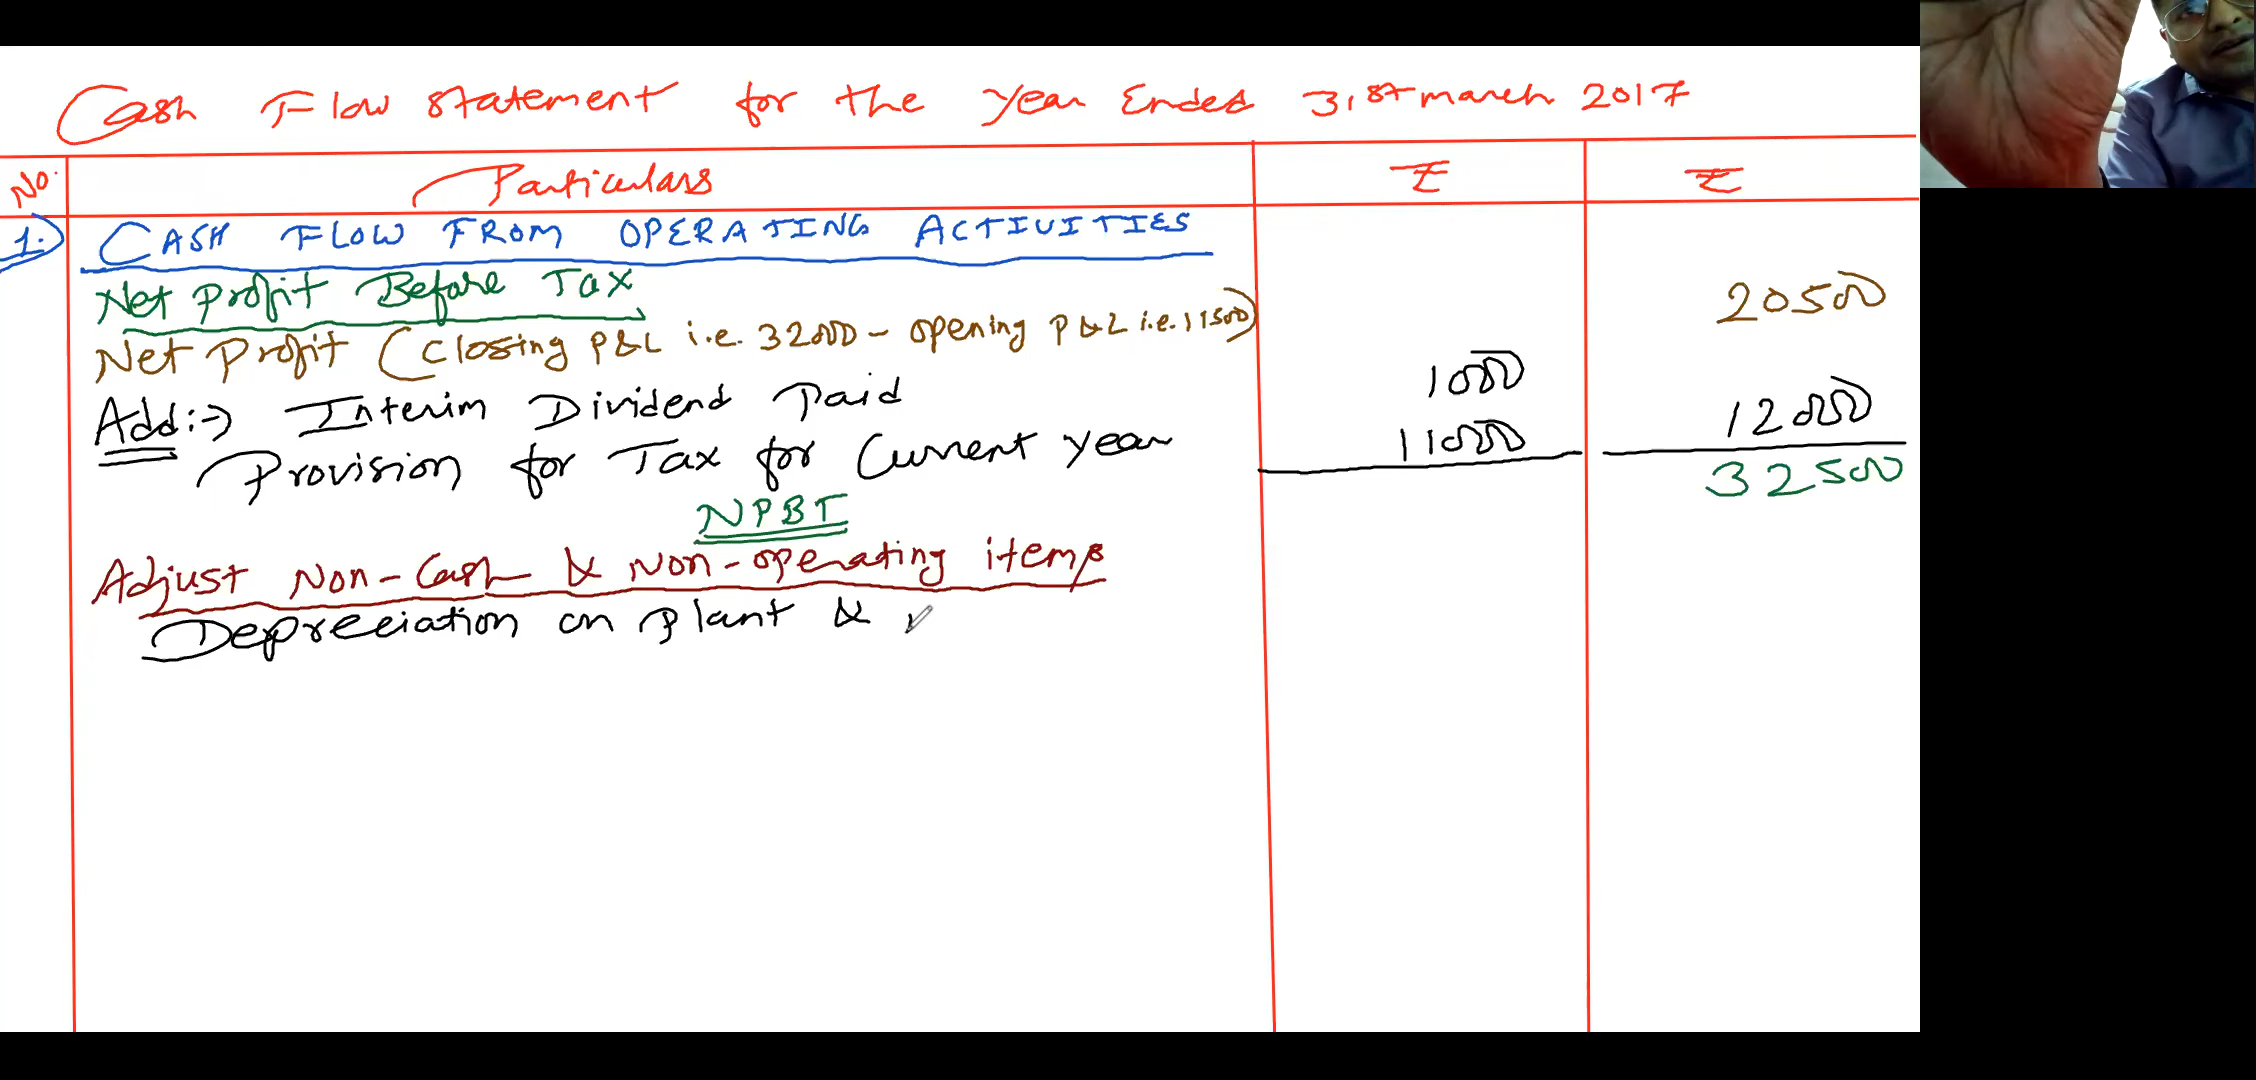 Cash Flow statement for the year Ended 31st march 2017
No. Particulars ₹ ₹
1.) CASH FLOW FROM OPERATING ACTIVITIES
Net Profit Before Tax
Net Profit (closing P&L i.e. 32000 - opening P&L i.e. 11500) 20500
Add:-> Interim Dividend Paid 1000
Provision for Tax for Current year 11000 12000
NPBT 32500
Adjust Non-Cash & Non-operating items
Depreciation on Plant &